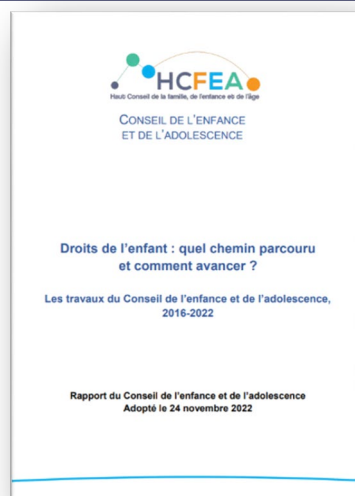 HCFEA
Haut Conseil de la famille, de l'enfance et de l'âge
CONSEIL DE L'ENFANCE
ET DE L'ADOLESCENCE
Droits de l'enfant : quel chemin parcouru
et comment avancer ?
Les travaux du Conseil de l'enfance et de l'adolescence,
2016-2022
Rapport du Conseil de l'enfance et de l'adolescence
Adopté le 24 novembre 2022